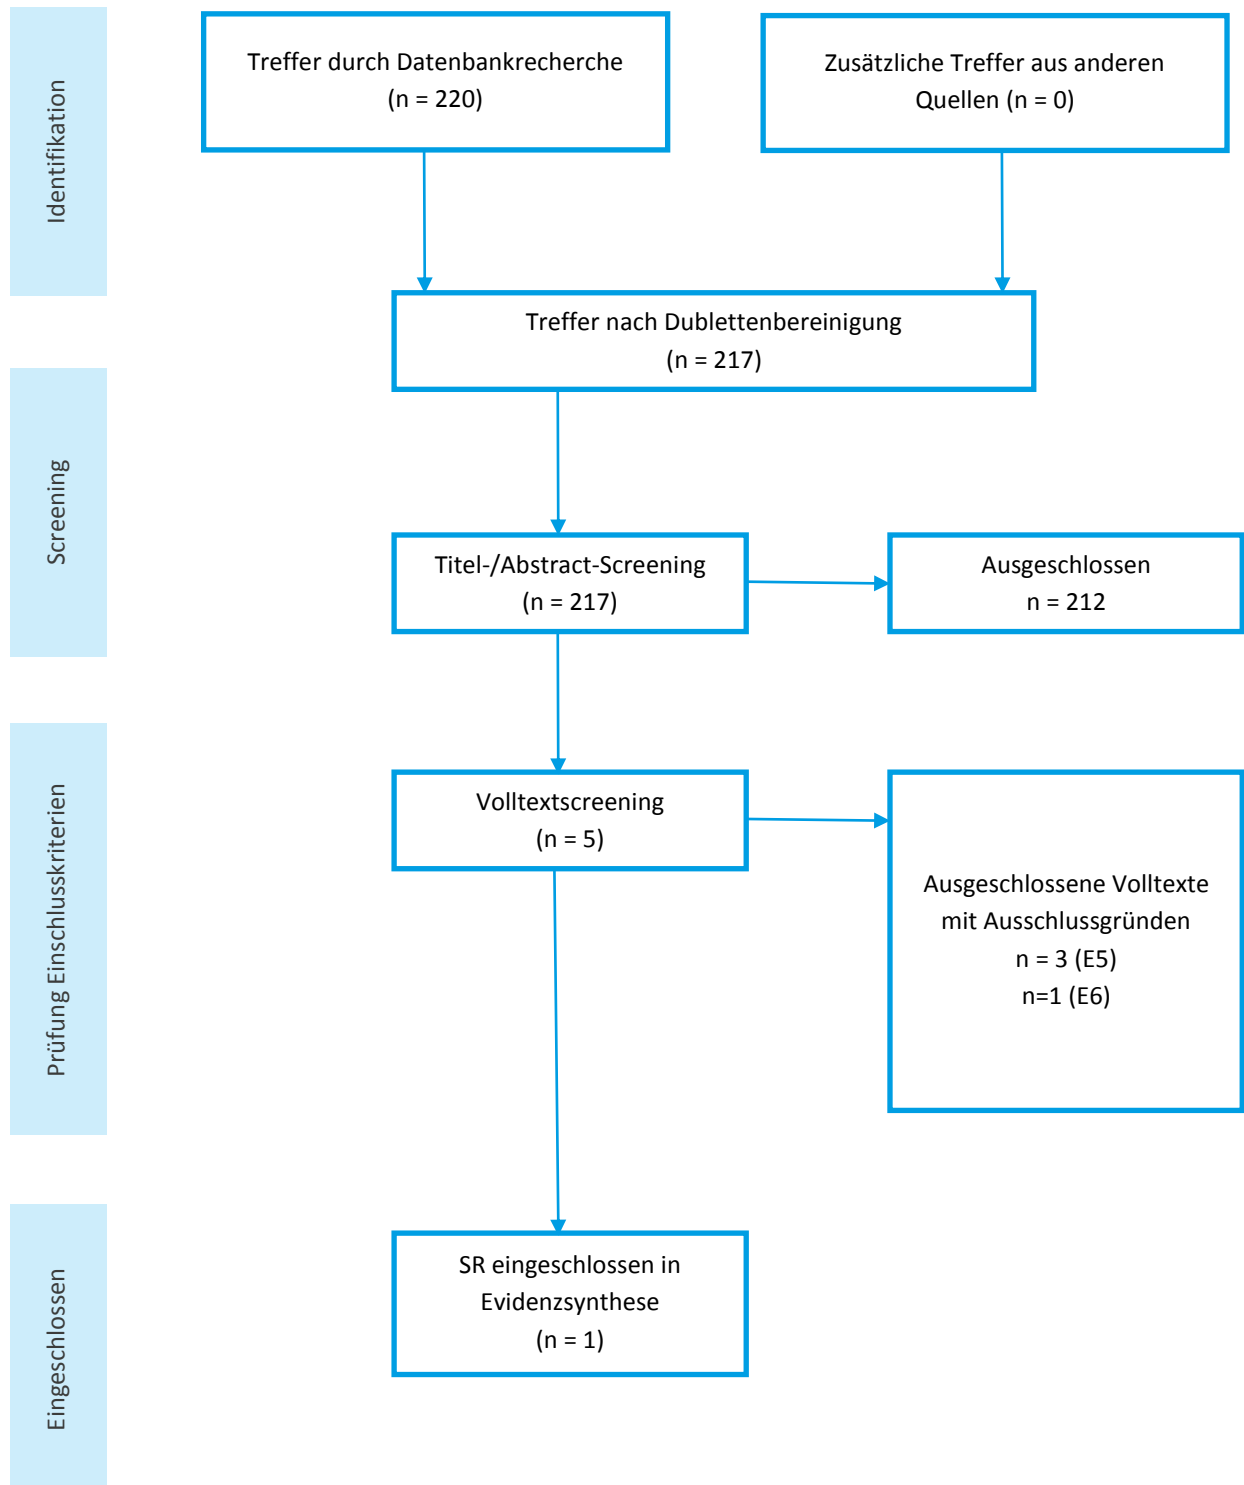 Identifikation
Treffer durch Datenbankrecherche
(n = 220)
Zusätzliche Treffer aus anderen
Quellen (n = 0)
Treffer nach Dublettenbereinigung
(n = 217)
Screening
Titel-/Abstract-Screening
(n = 217)
Ausgeschlossen
n = 212
Prüfung Einschlusskriterien
Volltextscreening
(n = 5)
Ausgeschlossene Volltexte
mit Ausschlussgründen
n = 3 (E5)
n=1 (E6)
Eingeschlossen
SR eingeschlossen in
Evidenzsynthese
(n = 1)